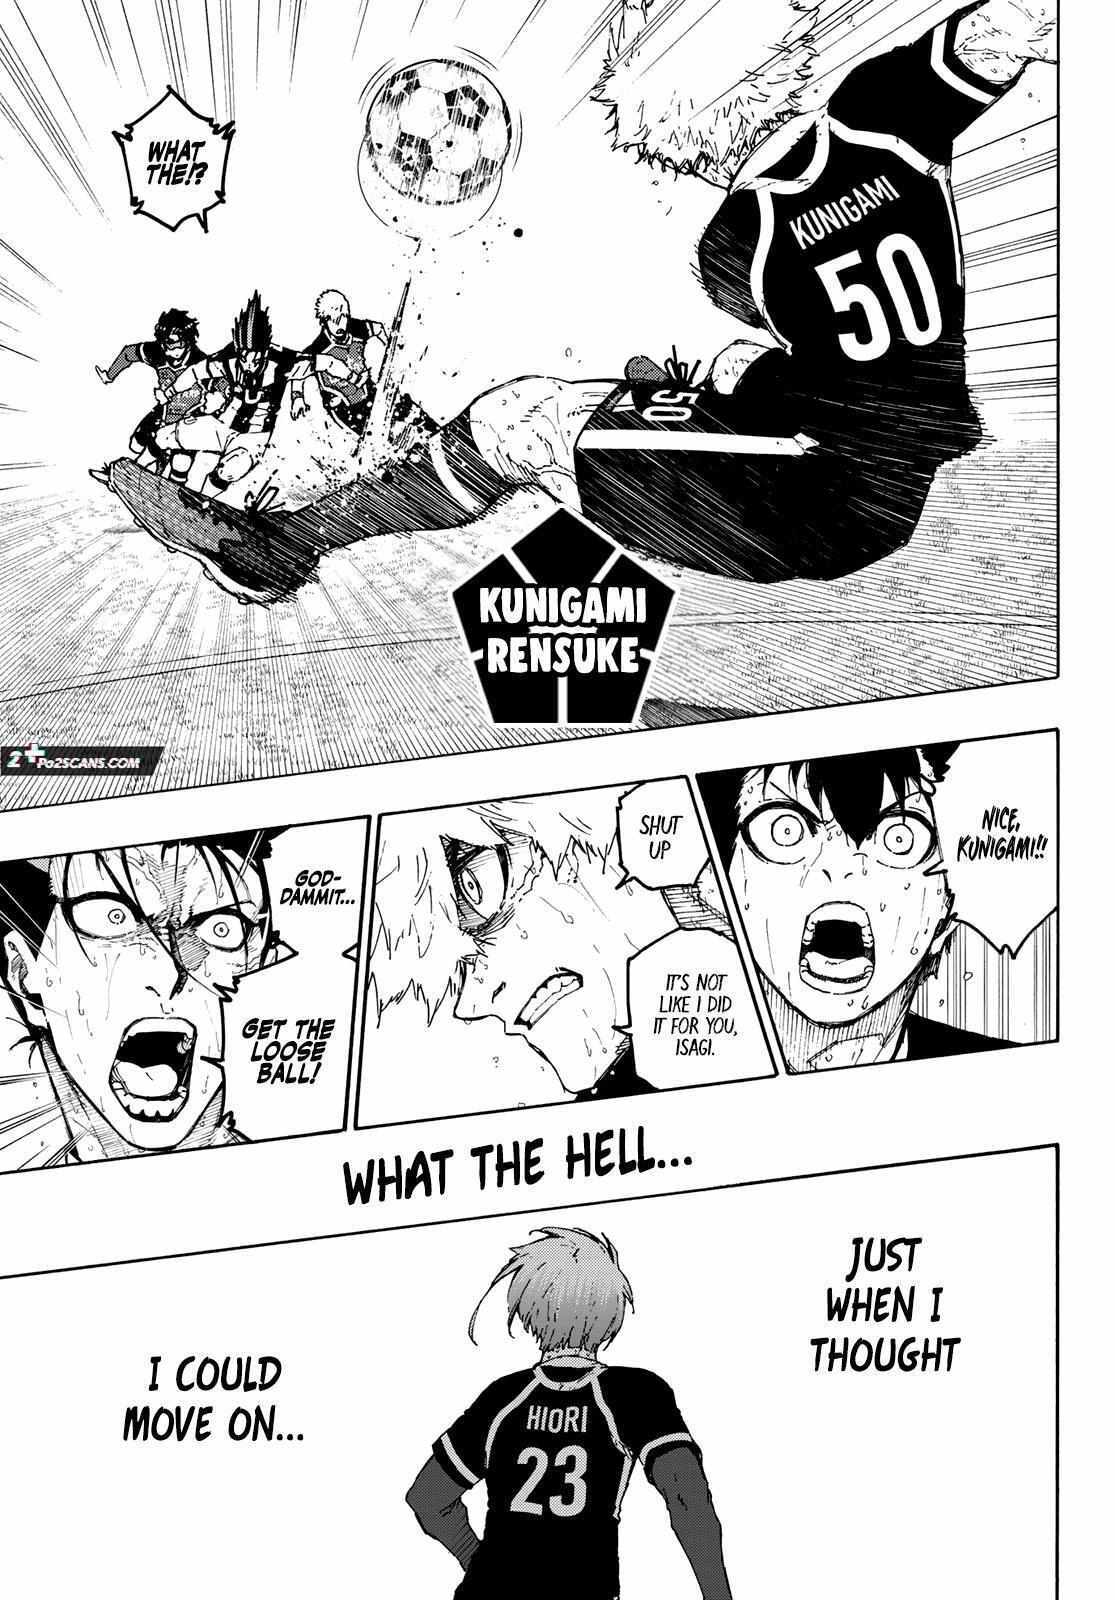 WHAT
THE!?
KUNIGAMI
50
50
KUNIGAMI
RENSUKE
2+ Po2SCANS.COM
NICE,
KUNIGAMI!!
SHUT
UP
IT'S NOT
LIKE I DID
IT FOR YOU,
ISAGI.
GOD-
DAMMIT...
GET THE
LOOSE
BALL!
WHAT THE HELL...
JUST
WHEN I
THOUGHT
I COULD
MOVE ON...
HIORI
23